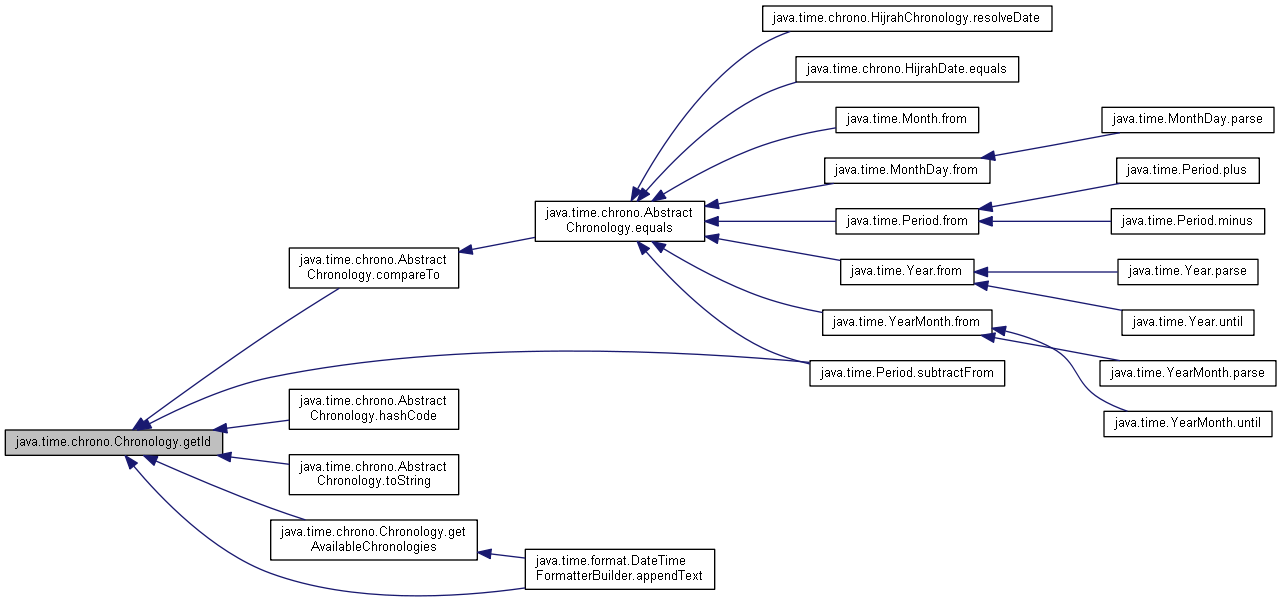 java.time.chrono.HijrahChronology.resolveDate
java.time.chrono.HijrahDate.equals
java.time.Month.from
java.time.MonthDay.parse
java.time.MonthDay.from
java.time.Period.plus
java.time.chrono.Abstract
Chronology.equals
java.time.Period.from
java.time.Period.minus
java.time.chrono.Abstract
Chronology.compareTo
java.time.Year.from
java.time.Year.parse
java.time.YearMonth.from
java.time.Year.until
java.time.Period.subtractFrom
java.time.YearMonth.parse
java.time.chrono.Abstract
Chronology.hashCode
java.time.YearMonth.until
java.time.chrono.Chronology.getId
java.time.chrono.Abstract
Chronology.toString
java.time.chrono.Chronology.get
AvailableChronologies
java.time.format.DateTime
FormatterBuilder.appendText